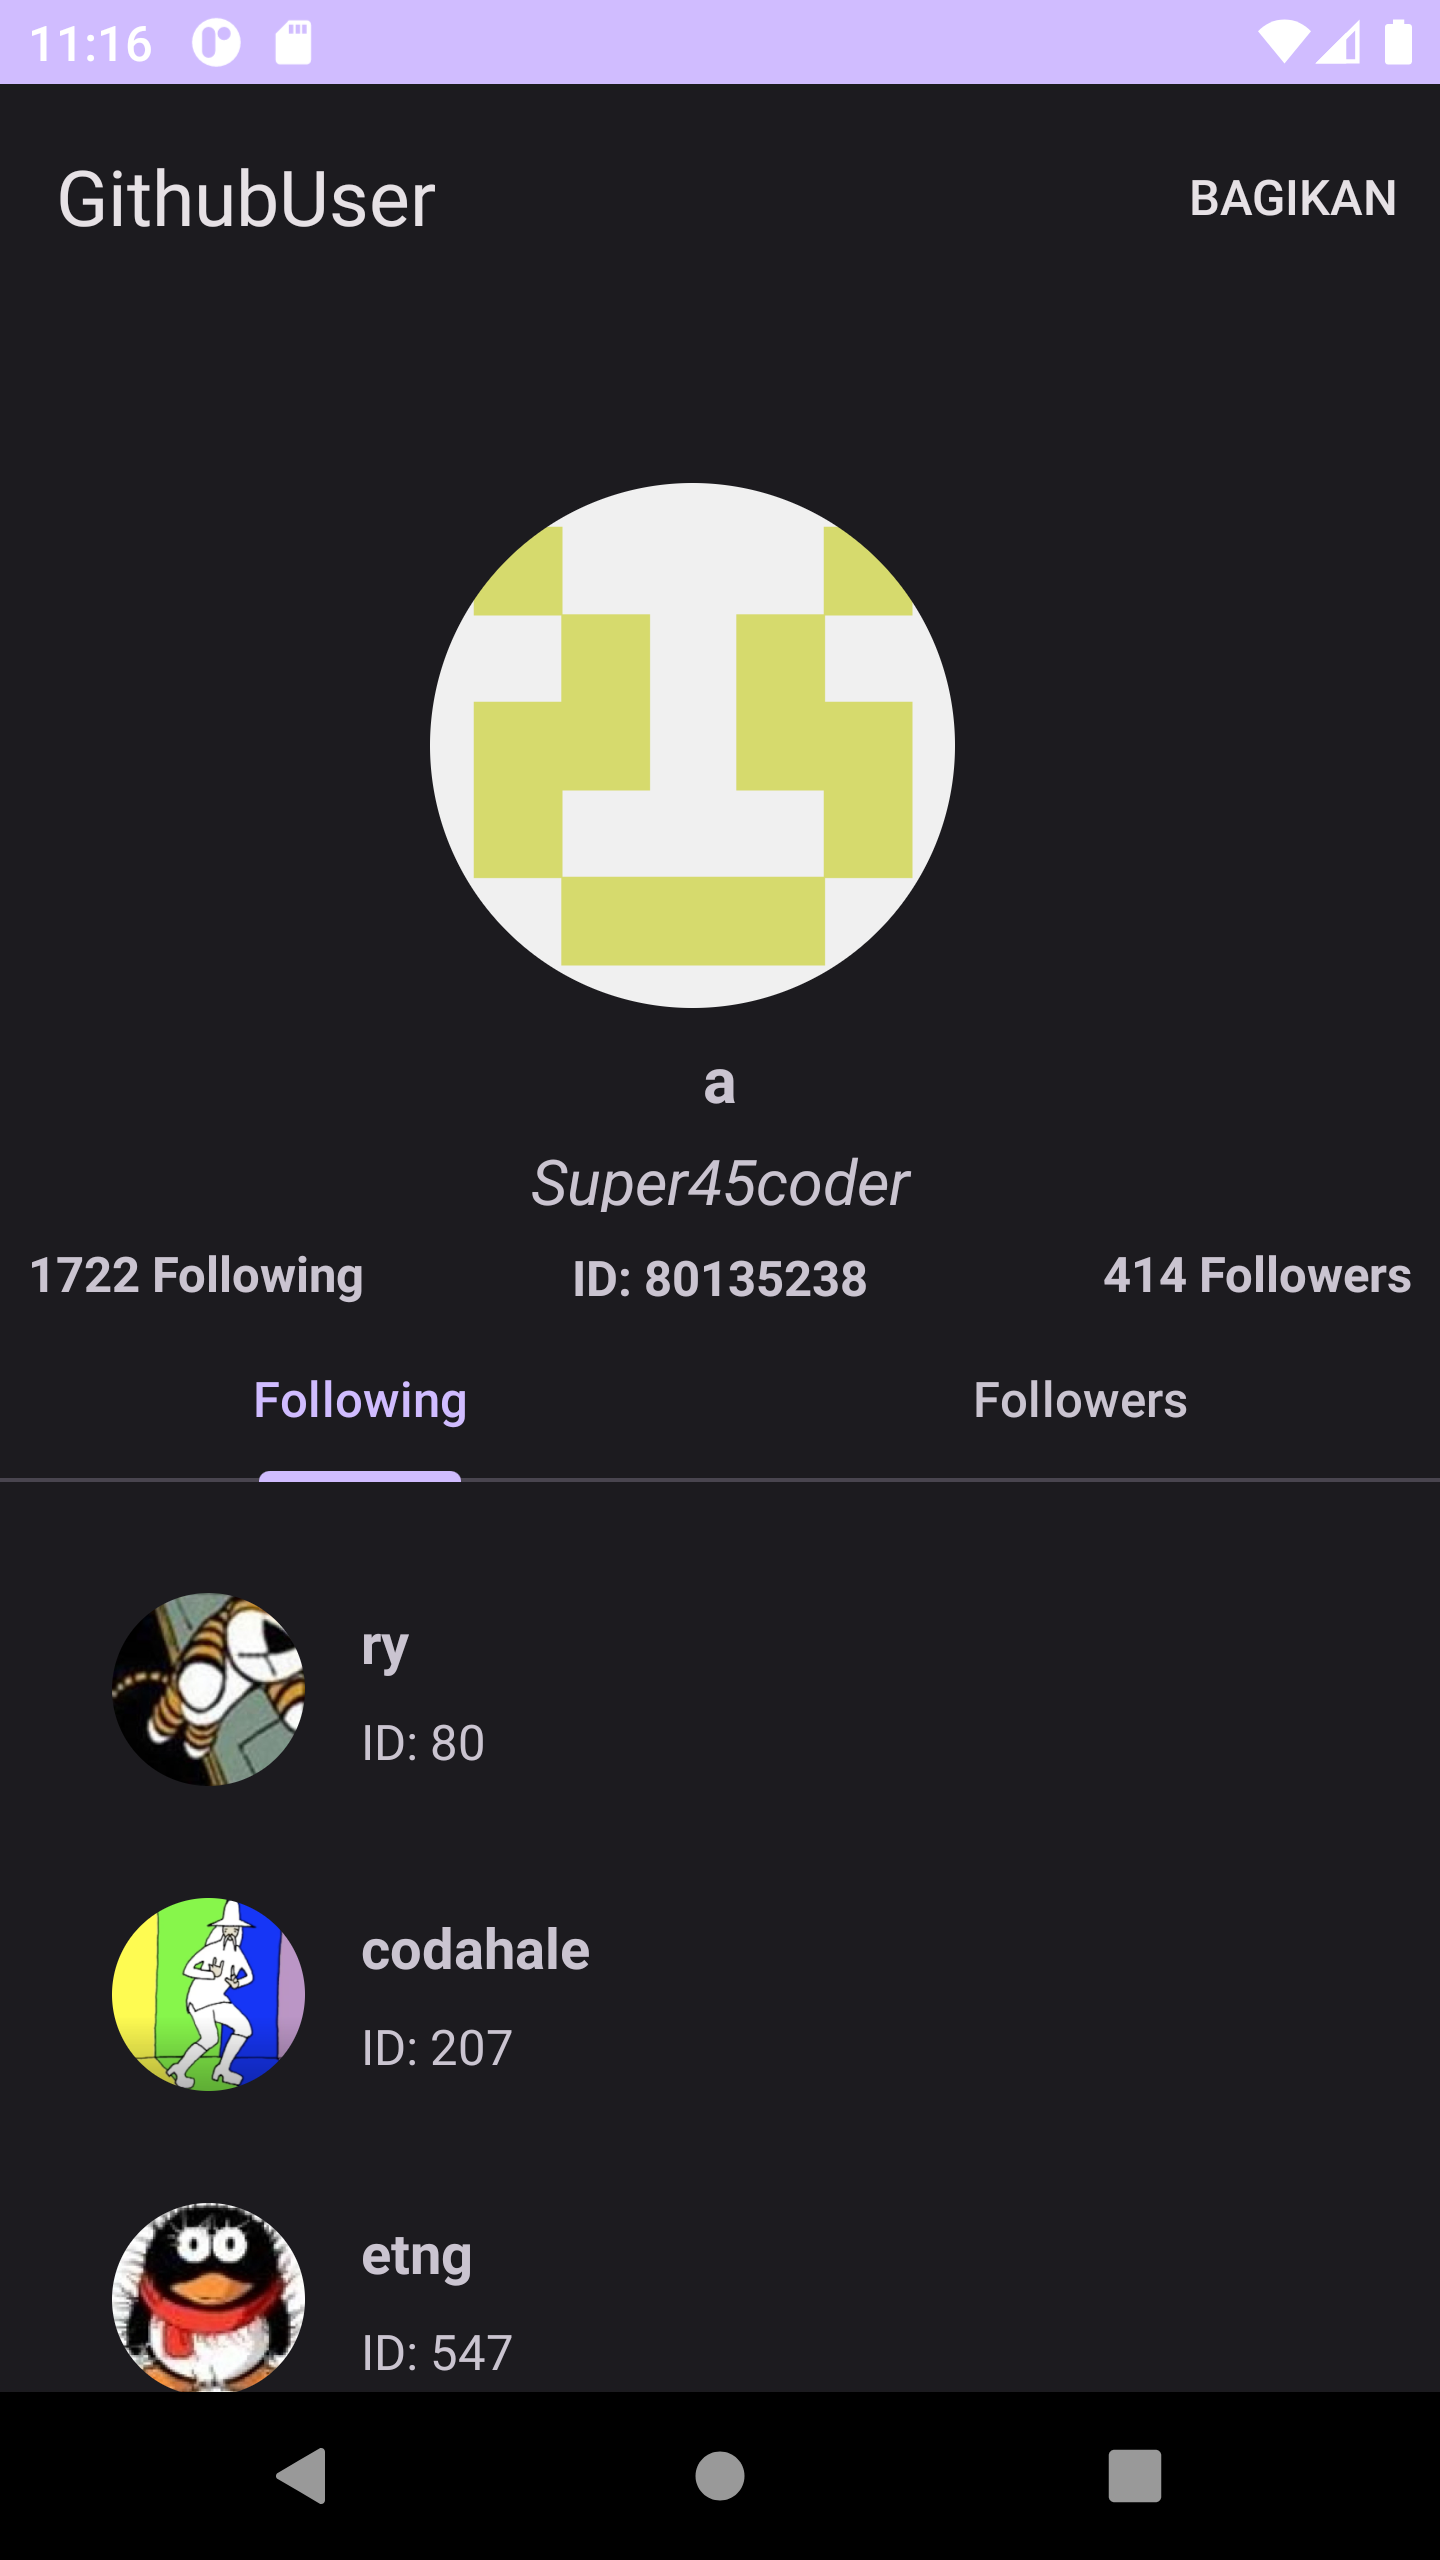 11:16
GithubUser
BAGIKAN
a
Super45coder
1722 Following
ID: 80135238
414 Followers
Following
Followers
ry
ID: 80
codahale
ID: 207
etng
ID: 547